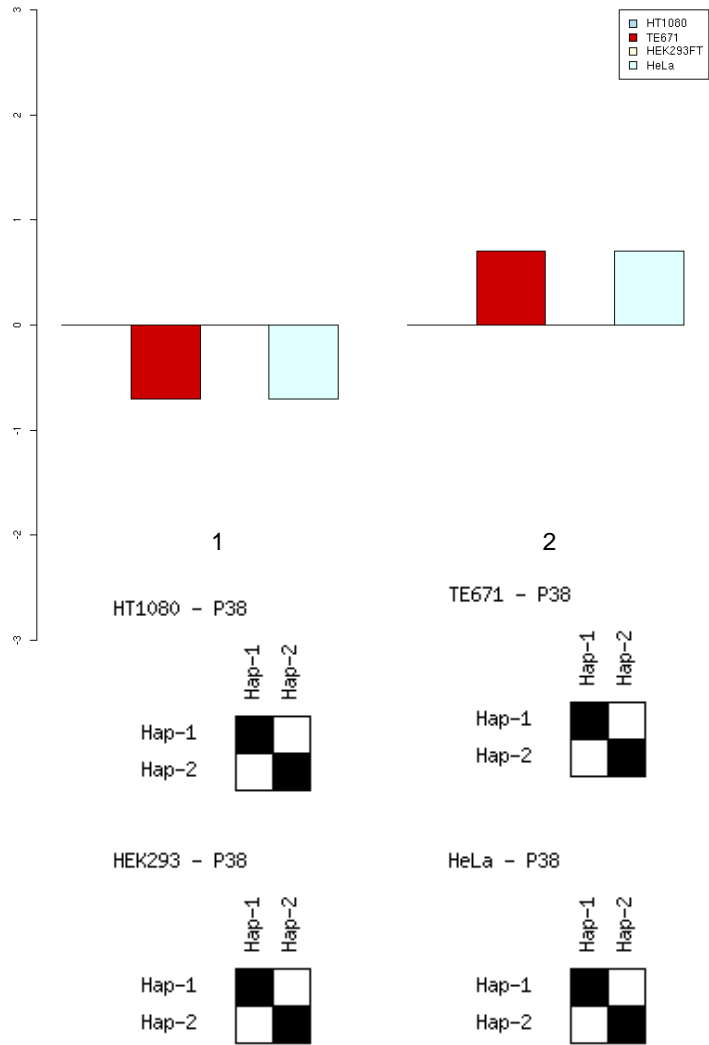 3
2
1
0
-1
-2
-3
HT1080
TE671
HEK293FT
HeLa
1
2
HT1080 - P38
Hap-1
Hap-2
Hap-1
Hap-2
TE671 - P38
Hap-1
Hap-2
Hap-1
Hap-2
HEK293 - P38
Hap-1
Hap-2
Hap-1
Hap-2
HeLa - P38
Hap-1
Hap-2
Hap-1
Hap-2